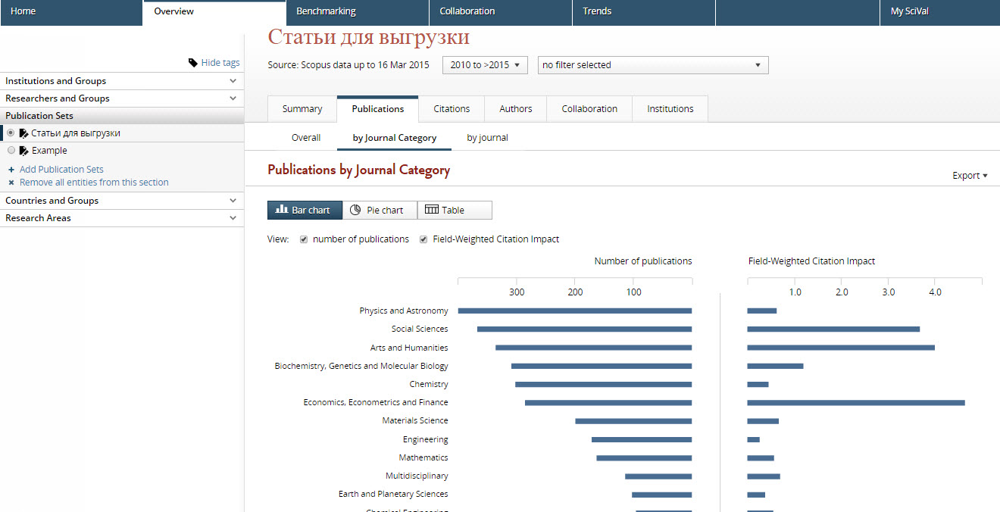 Home Overview Benchmarking Collaboration Trends My SciVal
Статьи для выгрузки
Hide tags
Source: Scopus data up to 16 Mar 2015 2010 to >2015 no filter selected
Institutions and Groups
Researchers and Groups
Publication Sets
Статьи для выгрузки
Example
Add Publication Sets
Remove all entities from this section
Countries and Groups
Research Areas
Summary Publications Citations Authors Collaboration Institutions
Overall by Journal Category by journal
Publications by Journal Category
Export
Bar chart Pie chart Table
View: number of publications Field-Weighted Citation Impact
Number of publications Field-Weighted Citation Impact
300 200 100 1.0 2.0 3.0 4.0
Physics and Astronomy
Social Sciences
Arts and Humanities
Biochemistry, Genetics and Molecular Biology
Chemistry
Economics, Econometrics and Finance
Materials Science
Engineering
Mathematics
Multidisciplinary
Earth and Planetary Sciences
Chemical Engineering